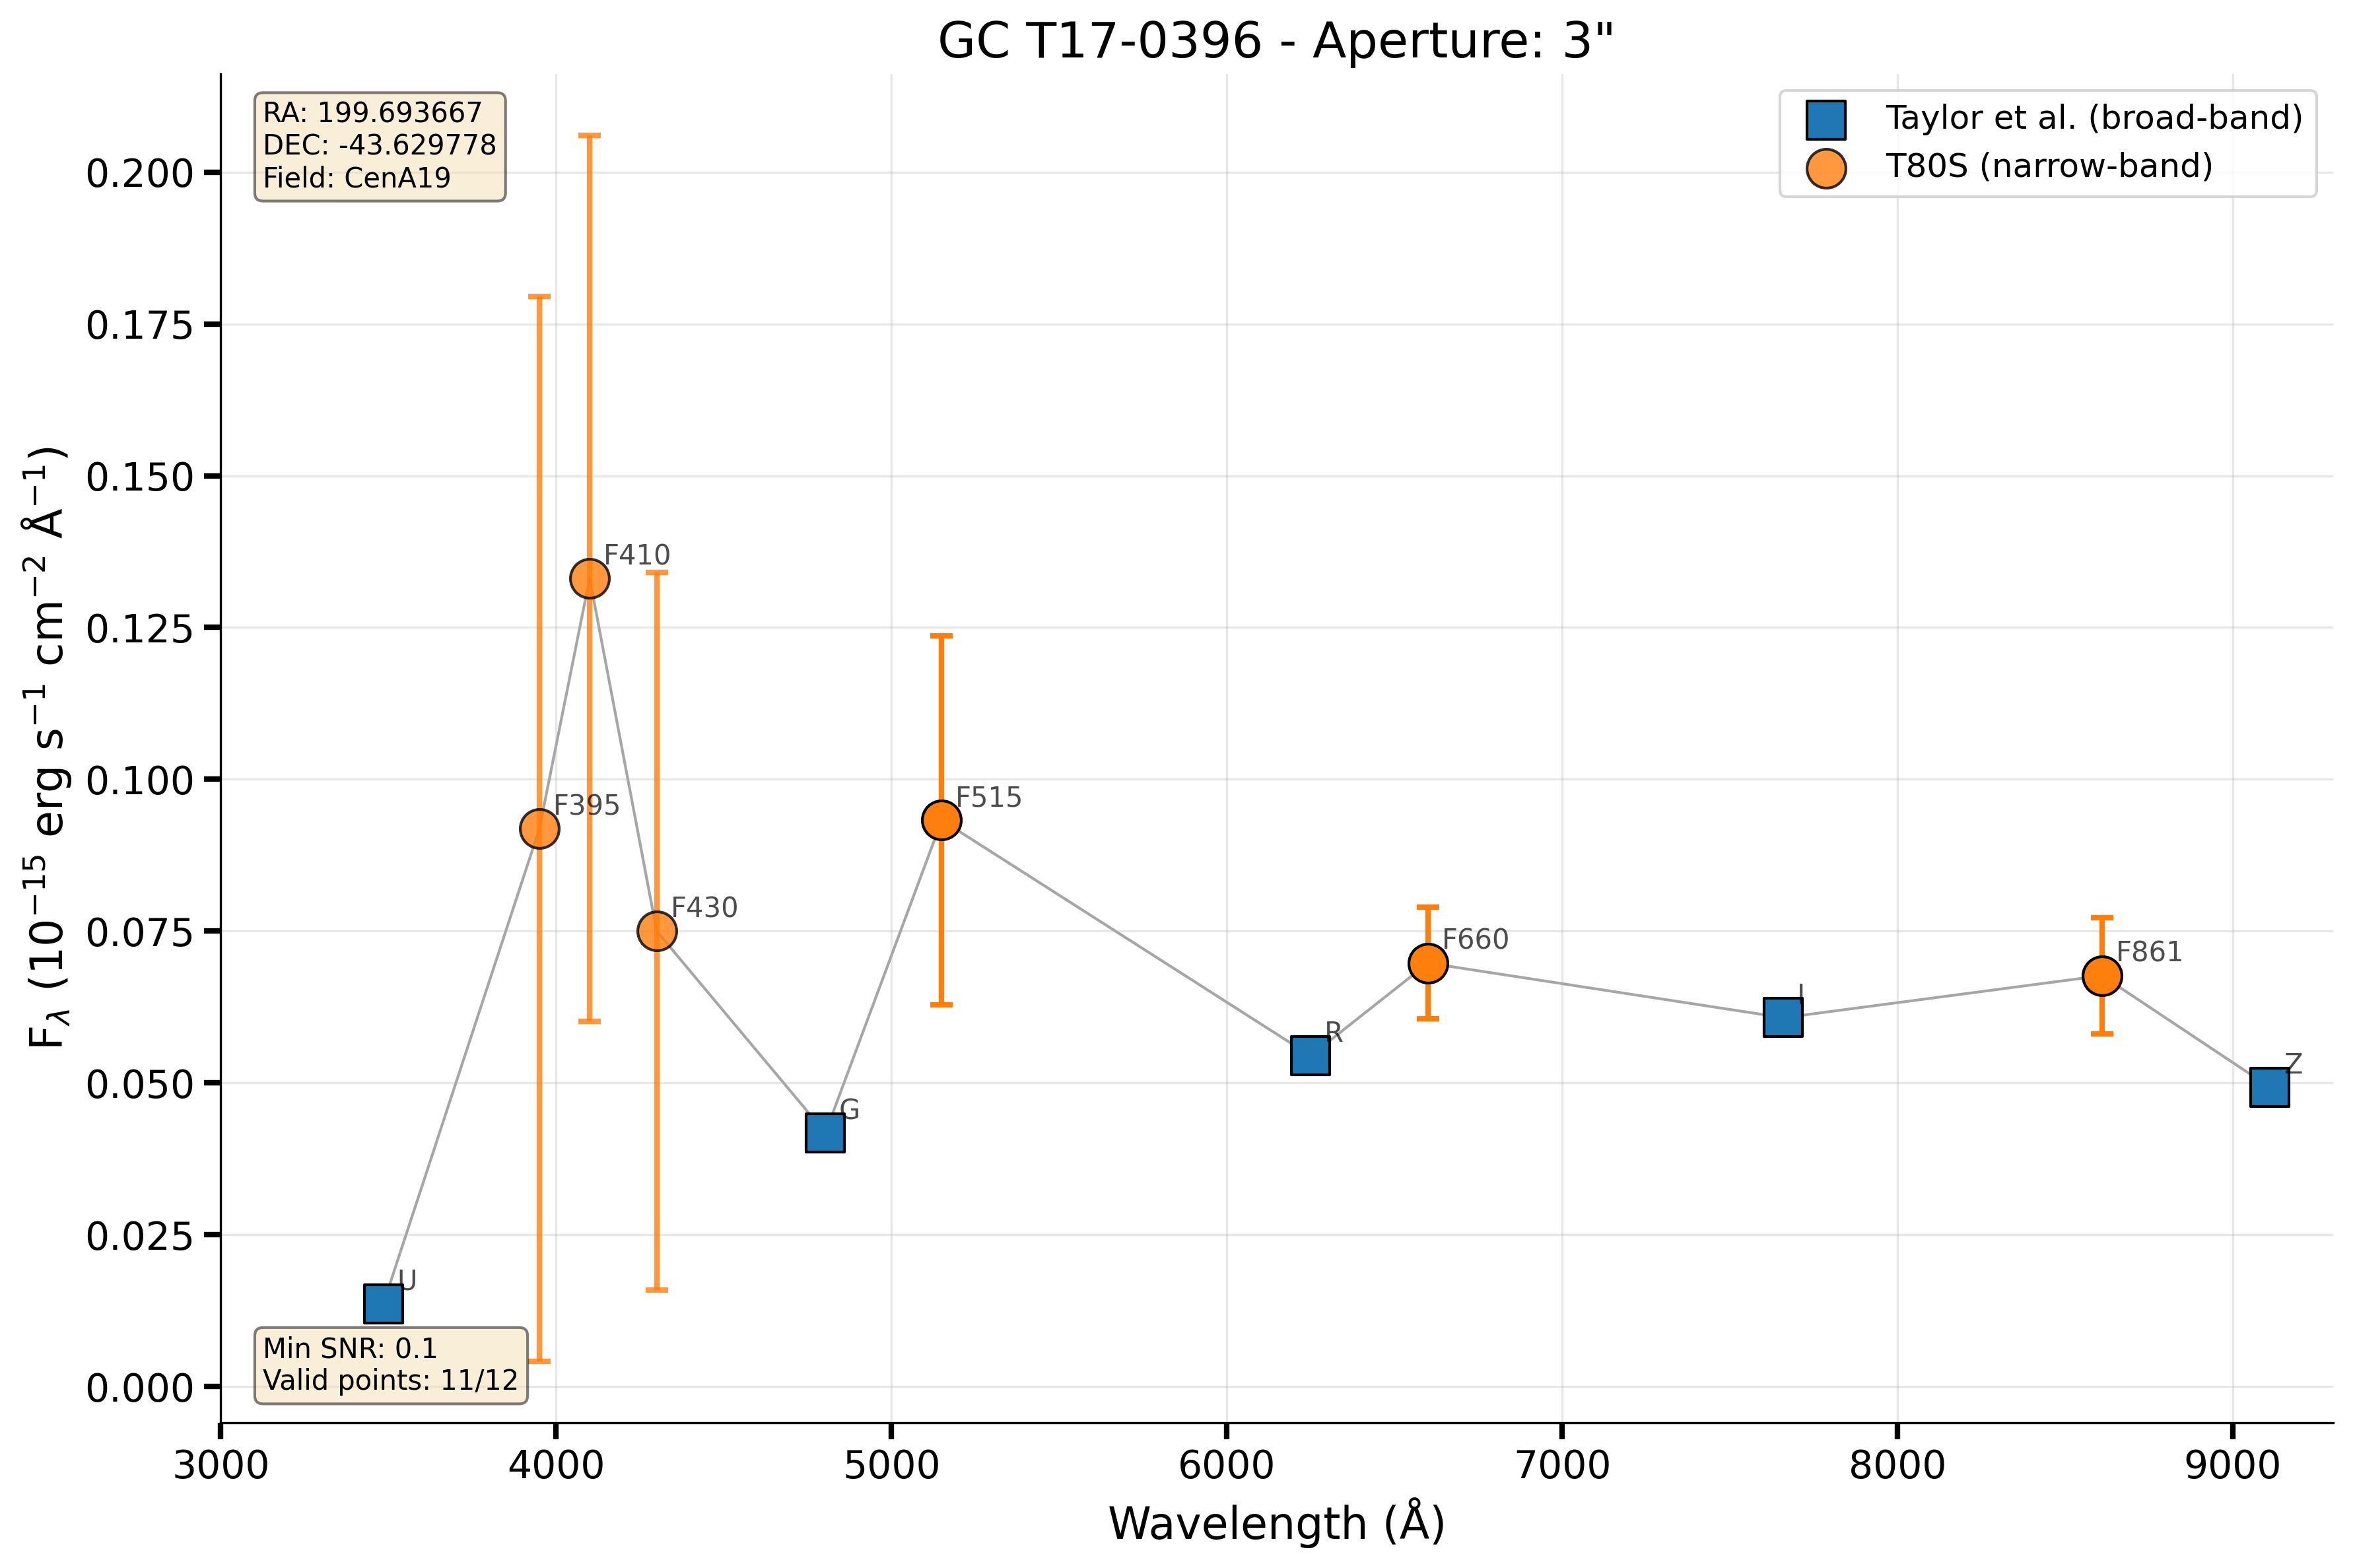 GC T17-0396 - Aperture: 3"
RA: 199.693667
DEC: -43.629778
Field: CenA19
Taylor et al. (broad-band)
T80S (narrow-band)
0.200
0.175
0.150
0.125
0.100
0.075
0.050
0.025
0.000
F_λ (10⁻¹⁵ erg s⁻¹ cm⁻² Å⁻¹)
F410
F395
F430
F515
F660
F861
I
R
Z
G
U
Min SNR: 0.1
Valid points: 11/12
3000
4000
5000
6000
7000
8000
9000
Wavelength (Å)